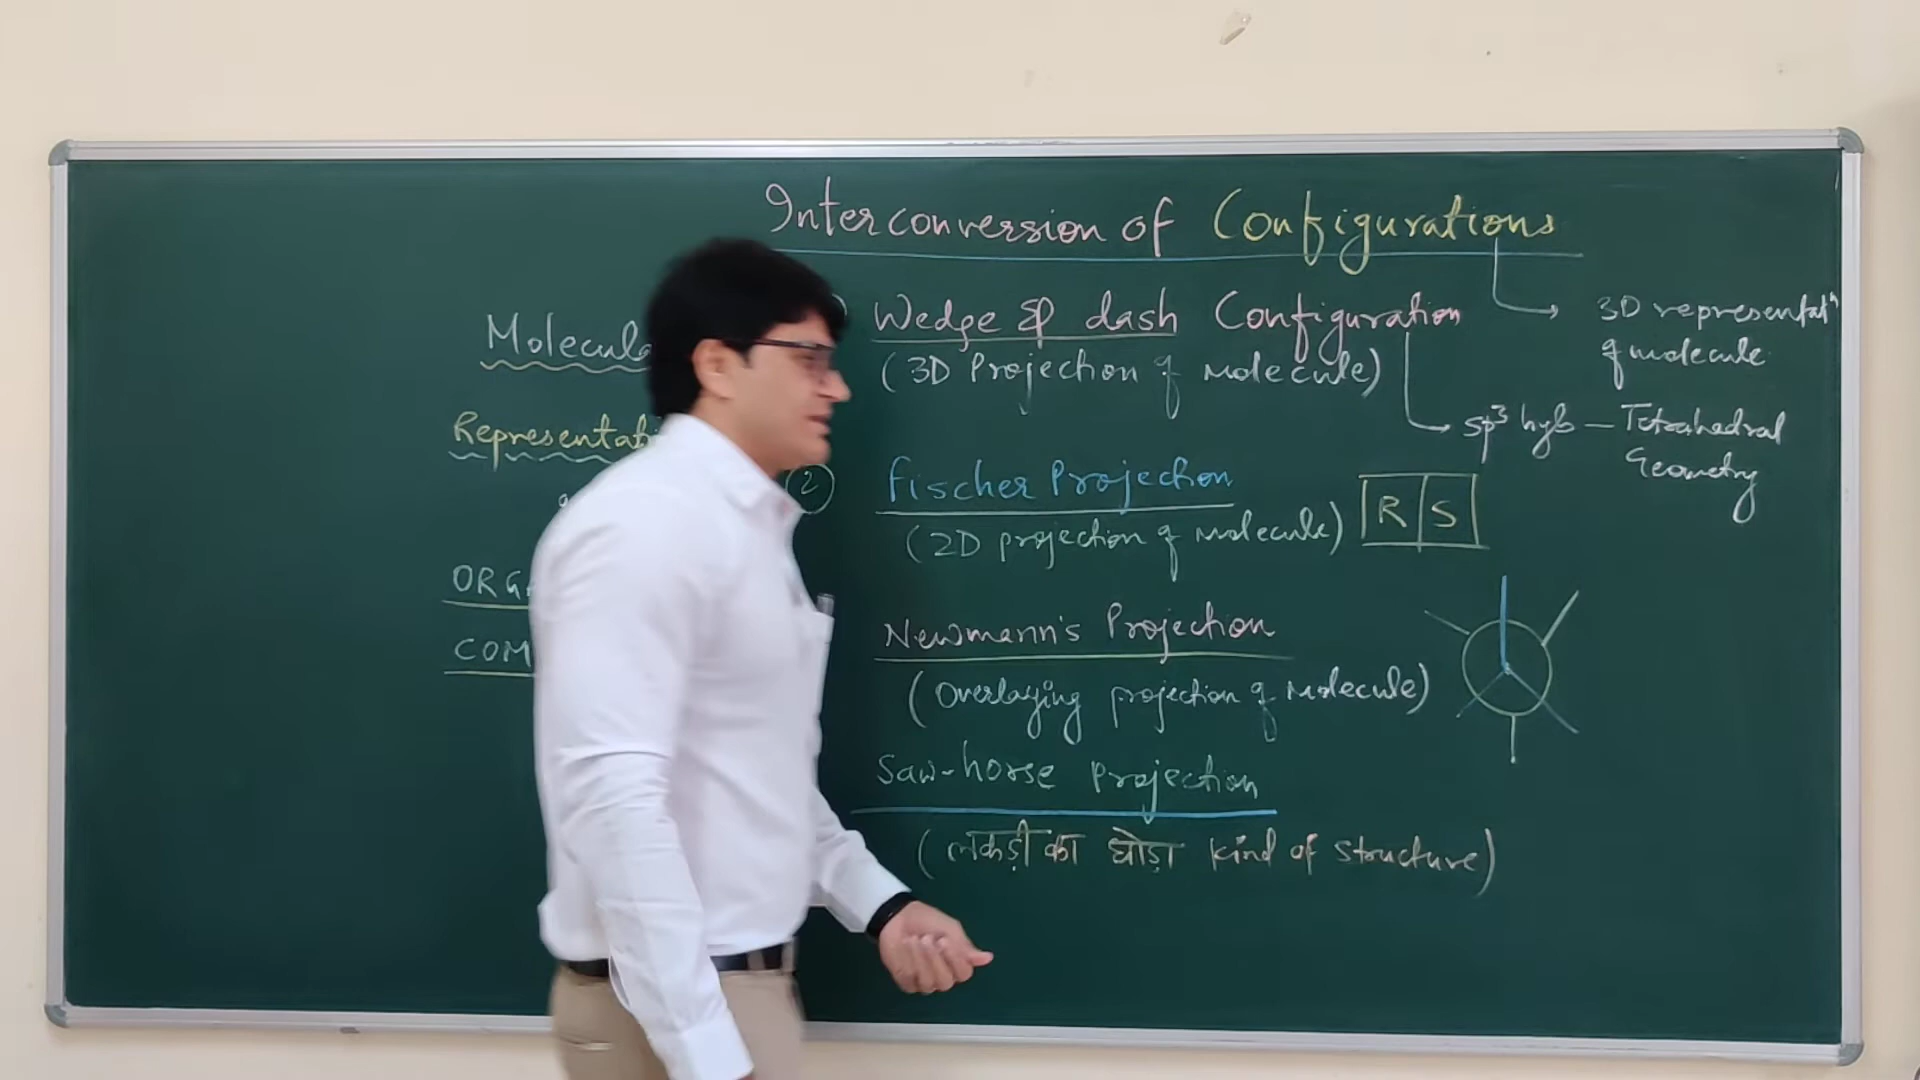 Interconversion of Configurations
Wedge & dash Configuration
(3D Projection of molecule)
3D representatn
of molecule
sp3 hyb — Tetrahedral
Geometry
Molecul
Representati
2 Fischer Projection
(2D projection of molecule)
R S
ORG
COM
Newmann's Projection
(Overlaying projection of molecule)
Saw-horse projection
(लकड़ी का घोड़ा kind of structure)